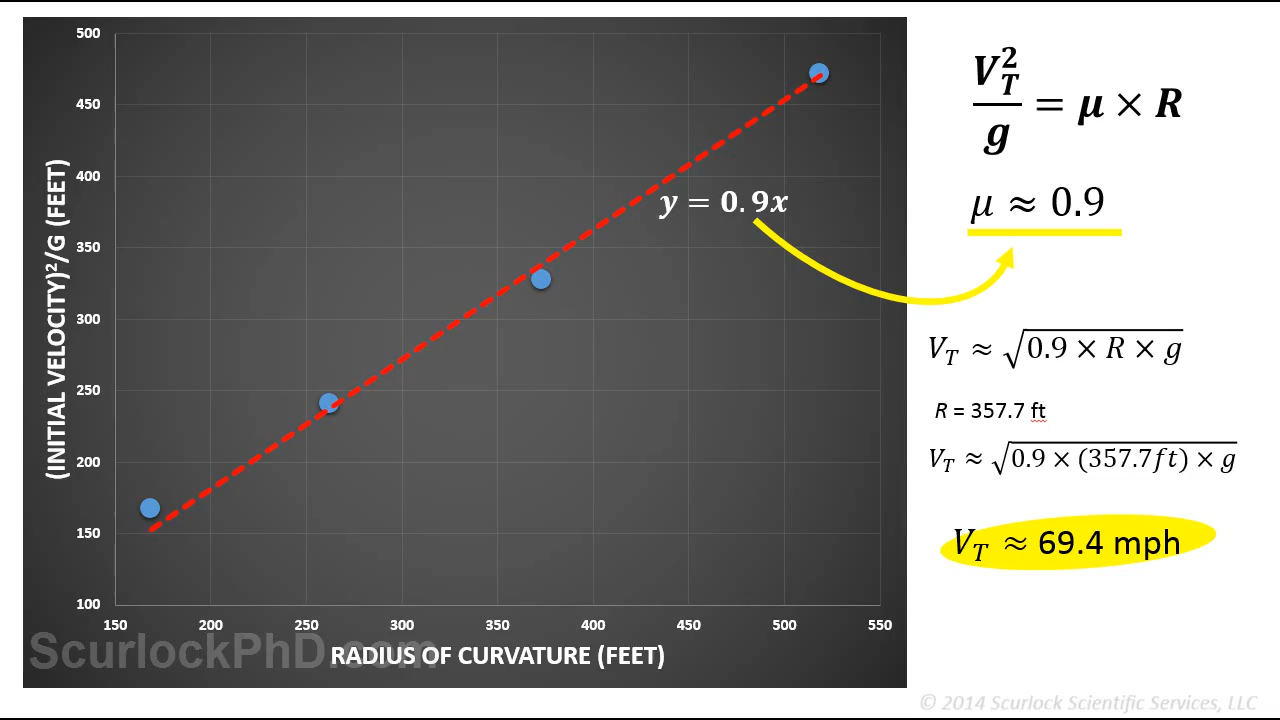 500
450
400
350
300
250
200
150
100
(INITIAL VELOCITY)²/G (FEET)
y = 0.9x
150 200 250 300 350 400 450 500 550
RADIUS OF CURVATURE (FEET)
ScurlockPhD.com
V_T²/g = μ × R
μ ≈ 0.9
V_T ≈ √(0.9 × R × g)
R = 357.7 ft
V_T ≈ √(0.9 × (357.7ft) × g)
V_T ≈ 69.4 mph
© 2014 Scurlock Scientific Services, LLC